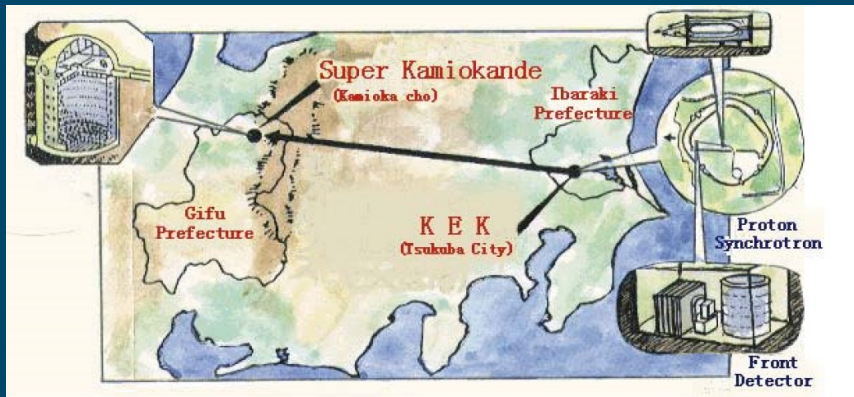 Super Kamiokande
(Kamioka cho)
Ibaraki
Prefecture
Gifu
Prefecture
K E K
(Tsukuba City)
Proton
Synchrotron
Front
Detector